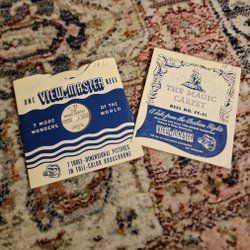 ONE VIEW-MASTER REEL
7 MORE
WONDERS
OF THE
WORLD
7 THREE-DIMENSIONAL PICTURES
IN FULL-COLOR KODACHROME
THE MAGIC
CARPET
REEL NO. FT-51
A tale from the Arabian Nights
VIEW-MASTER